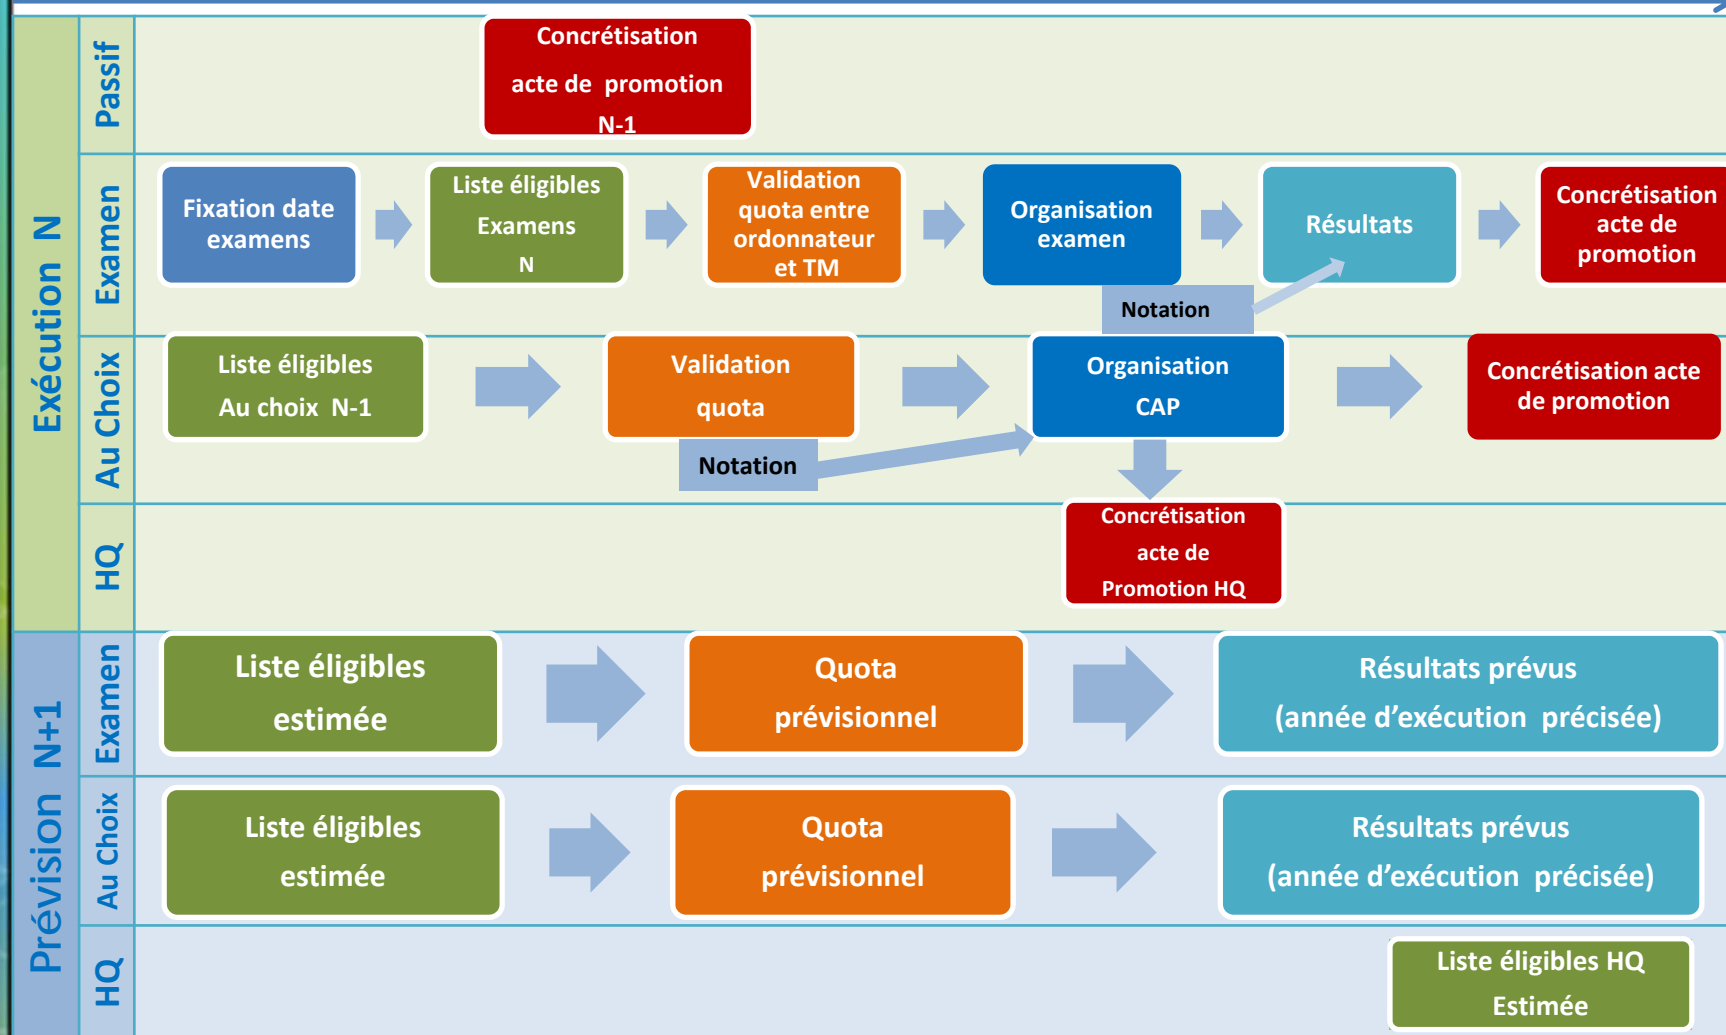 Exécution N
Passif
Concrétisation
acte de promotion
N-1
Examen
Fixation date
examens
Liste éligibles
Examens
N
Validation
quota entre
ordonnateur
et TM
Organisation
examen
Résultats
Concrétisation
acte de
promotion
Notation
Au Choix
Liste éligibles
Au choix N-1
Validation
quota
Organisation
CAP
Concrétisation acte
de promotion
Notation
HQ
Concrétisation
acte de
Promotion HQ
Prévision N+1
Examen
Liste éligibles
estimée
Quota
prévisionnel
Résultats prévus
(année d’exécution précisée)
Au Choix
Liste éligibles
estimée
Quota
prévisionnel
Résultats prévus
(année d’exécution précisée)
HQ
Liste éligibles HQ
Estimée